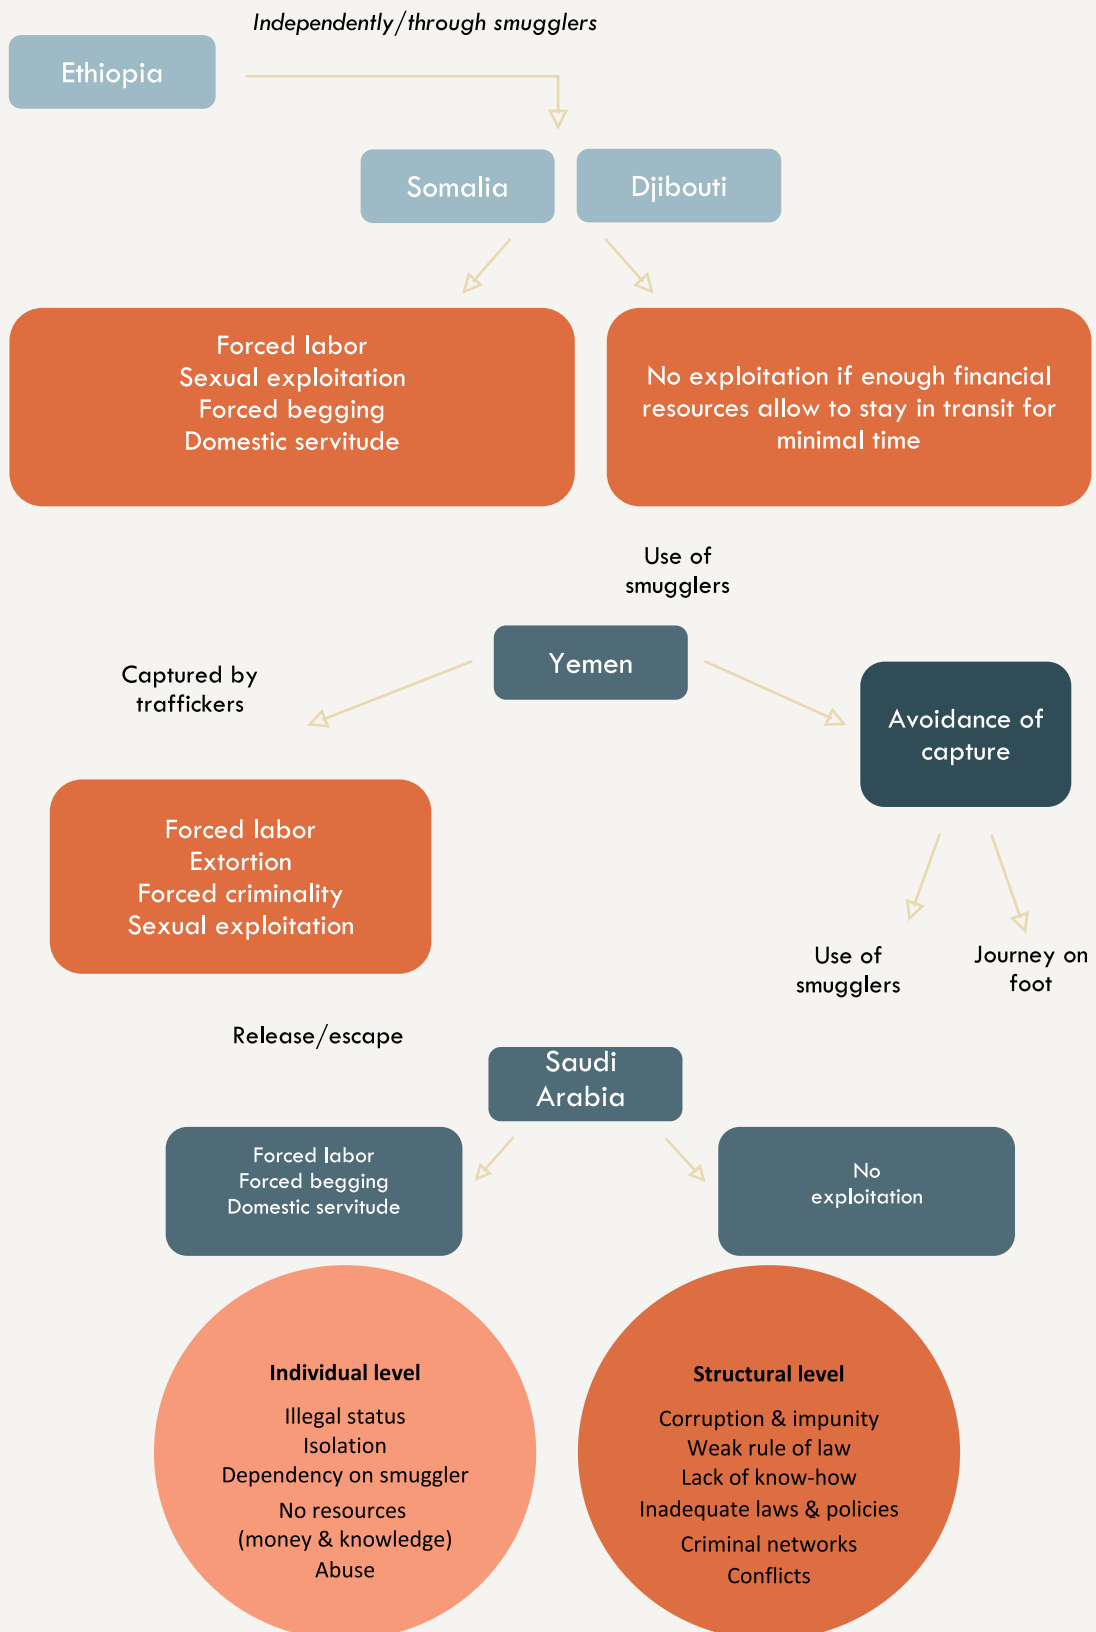 Independently/through smugglers
Ethiopia
Somalia
Djibouti
Forced labor
Sexual exploitation
Forced begging
Domestic servitude
No exploitation if enough financial
resources allow to stay in transit for
minimal time
Use of
smugglers
Yemen
Captured by
traffickers
Avoidance of
capture
Forced labor
Extortion
Forced criminality
Sexual exploitation
Use of
smugglers
Journey on
foot
Release/escape
Saudi
Arabia
Forced labor
Forced begging
Domestic servitude
No
exploitation
Individual level
Illegal status
Isolation
Dependency on smuggler
No resources
(money & knowledge)
Abuse
Structural level
Corruption & impunity
Weak rule of law
Lack of know-how
Inadequate laws & policies
Criminal networks
Conflicts